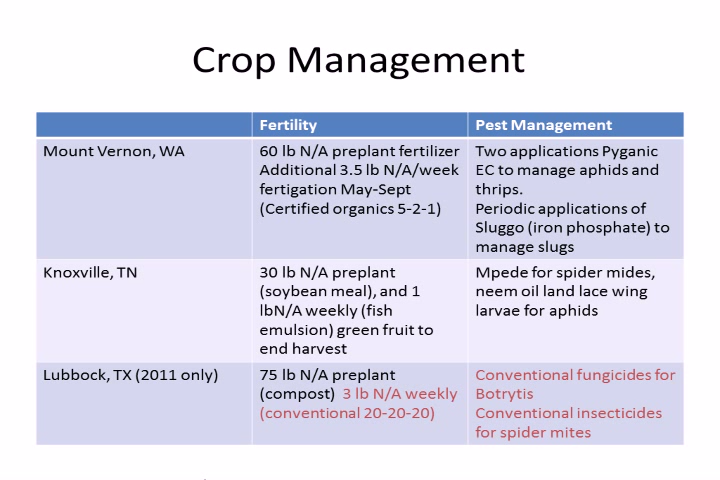 Crop Management
Fertility
Pest Management
Mount Vernon, WA
60 lb N/A preplant fertilizer
Additional 3.5 lb N/A/week
fertigation May-Sept
(Certified organics 5-2-1)
Two applications Pyganic
EC to manage aphids and
thrips.
Periodic applications of
Sluggo (iron phosphate) to
manage slugs
Knoxville, TN
30 lb N/A preplant
(soybean meal), and 1
lbN/A weekly (fish
emulsion) green fruit to
end harvest
Mpede for spider mides,
neem oil land lace wing
larvae for aphids
Lubbock, TX (2011 only)
75 lb N/A preplant
(compost) 3 lb N/A weekly
(conventional 20-20-20)
Conventional fungicides for
Botrytis
Conventional insecticides
for spider mites